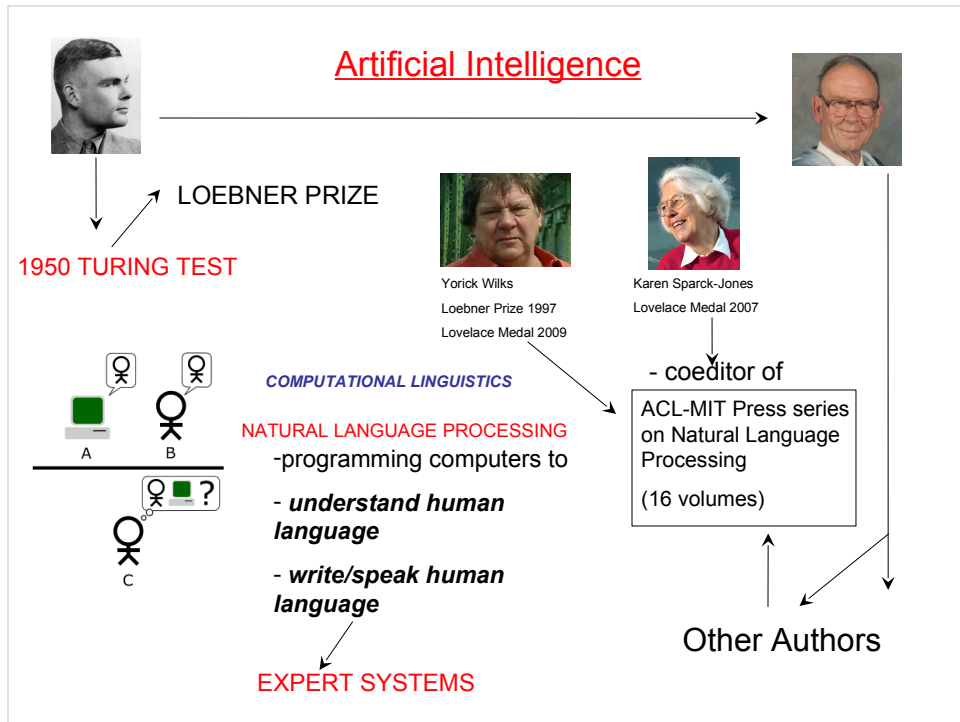 Artificial Intelligence
LOEBNER PRIZE
1950 TURING TEST
Yorick Wilks
Loebner Prize 1997
Lovelace Medal 2009
Karen Sparck-Jones
Lovelace Medal 2007
- coeditor of
ACL-MIT Press series
on Natural Language
Processing
(16 volumes)
A
B
?
C
COMPUTATIONAL LINGUISTICS
NATURAL LANGUAGE PROCESSING
-programming computers to
- understand human
language
- write/speak human
language
EXPERT SYSTEMS
Other Authors